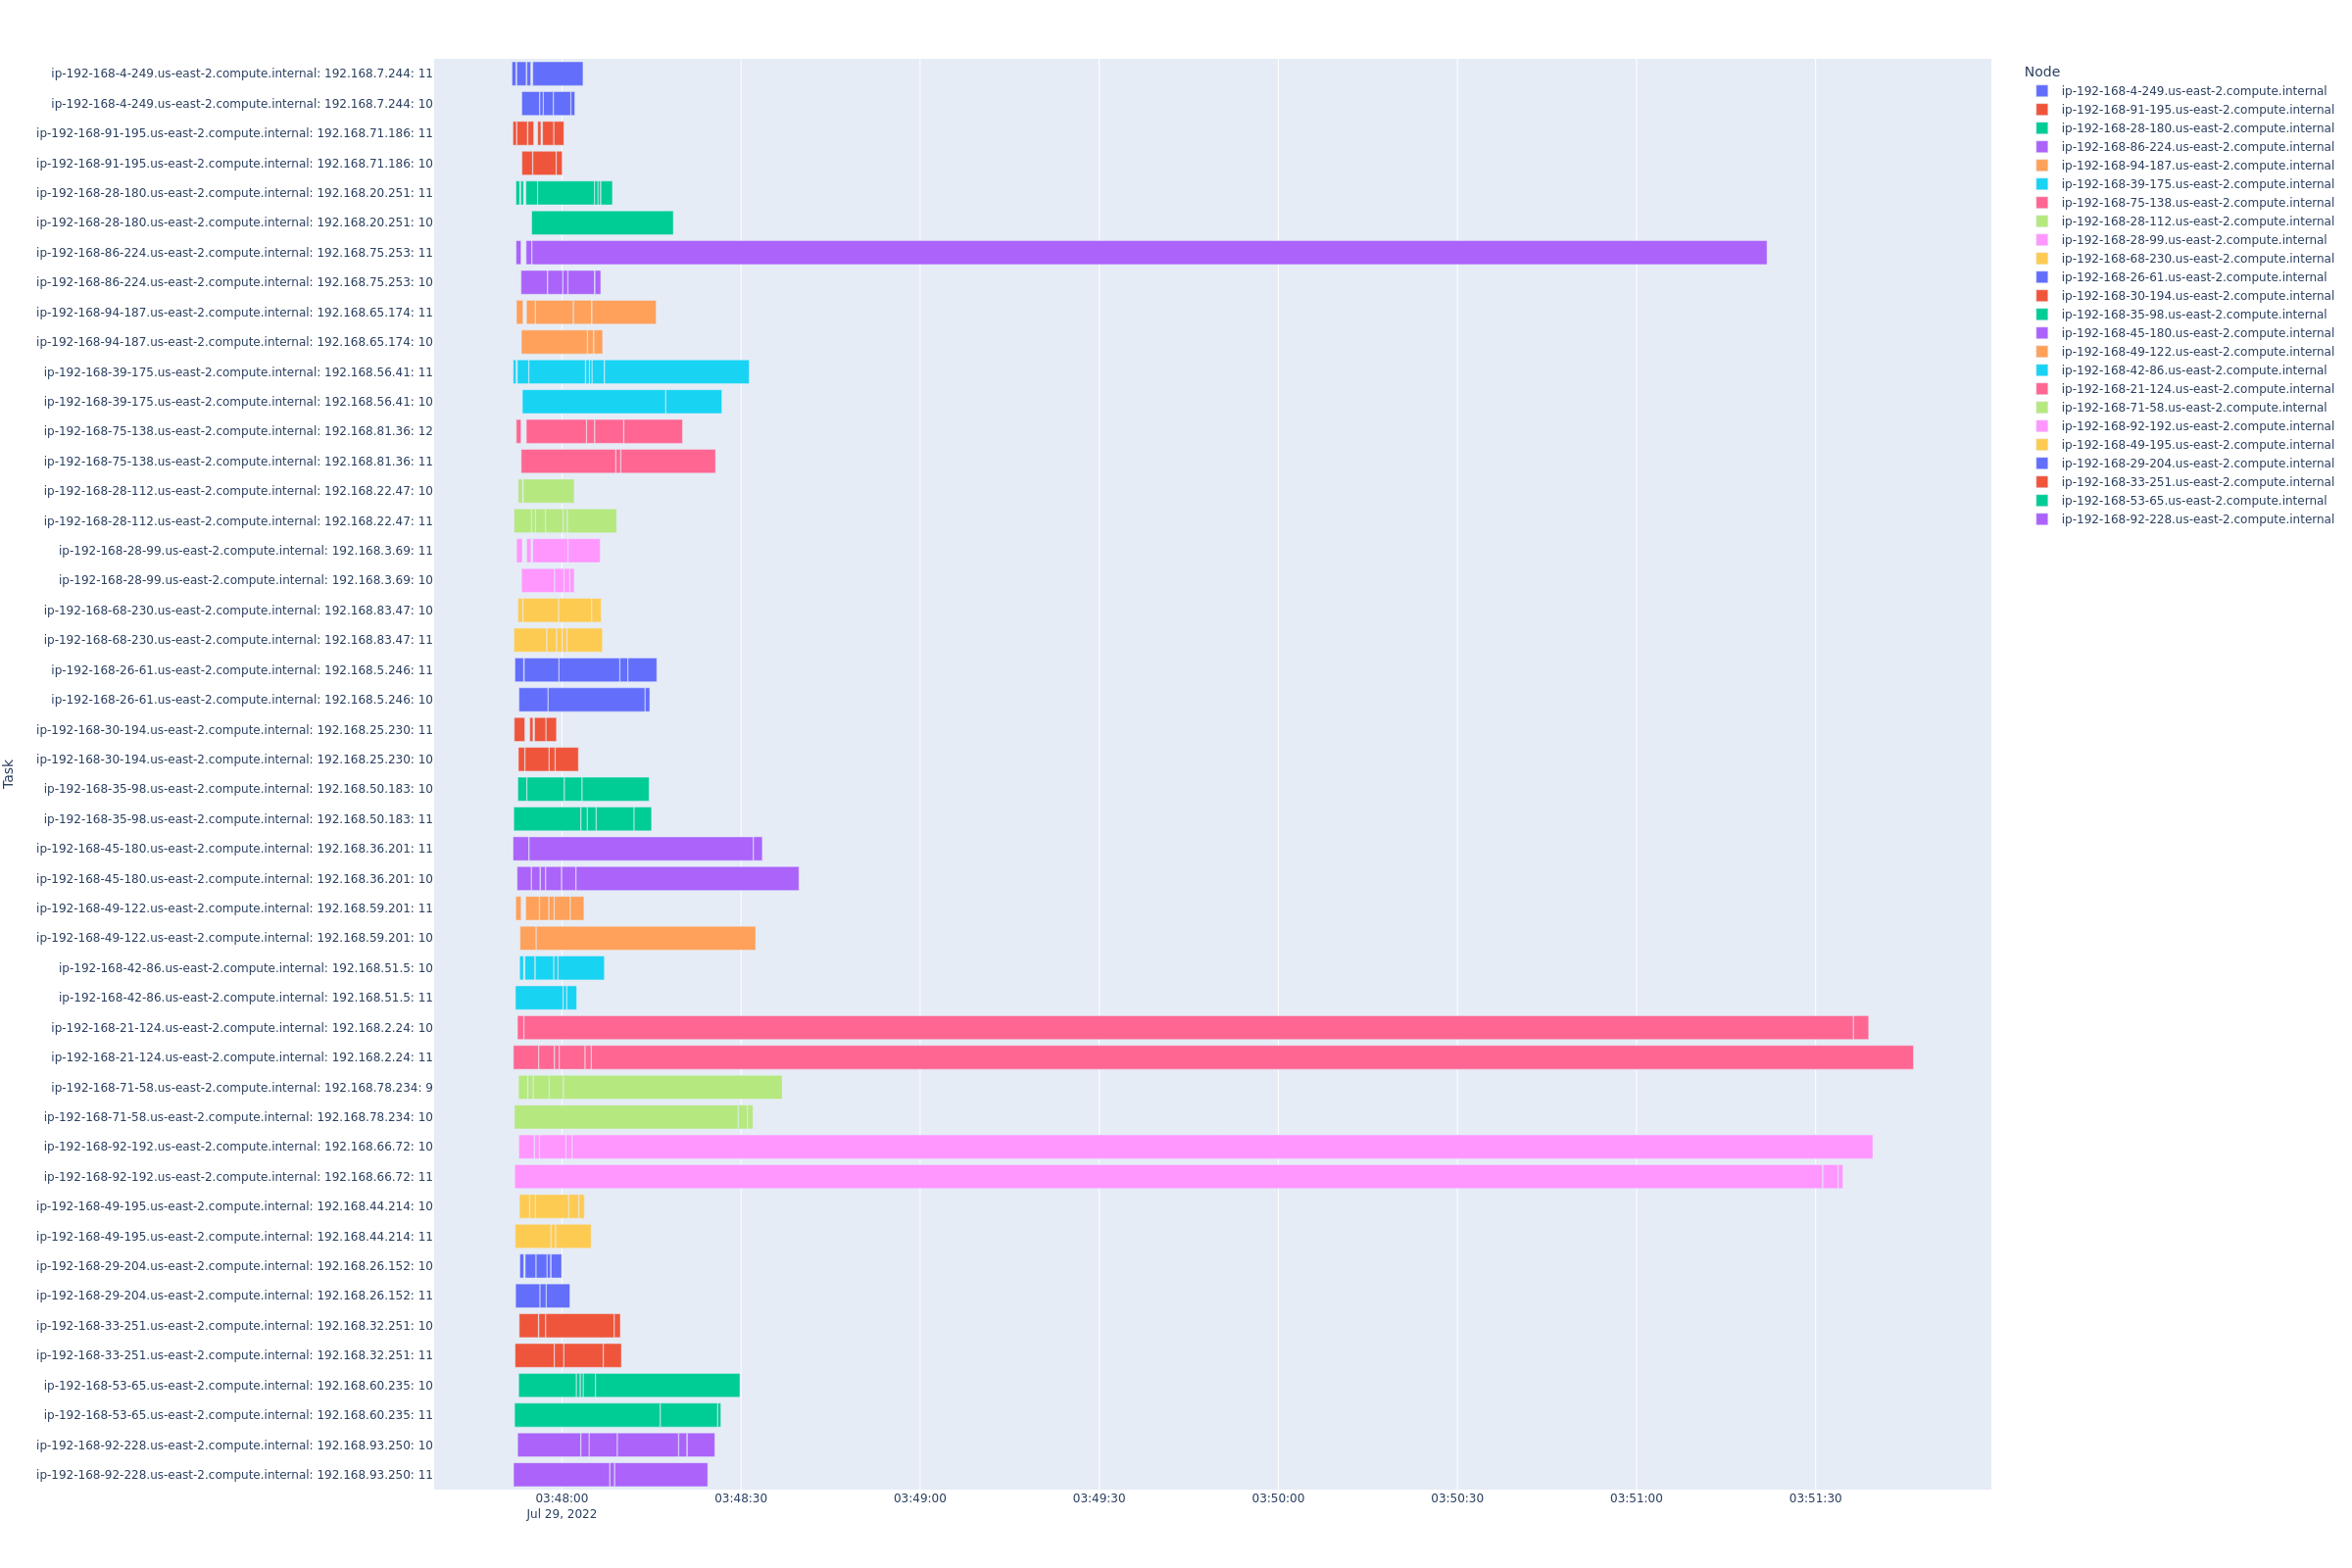 Task
ip-192-168-4-249.us-east-2.compute.internal: 192.168.7.244: 11
ip-192-168-4-249.us-east-2.compute.internal: 192.168.7.244: 10
ip-192-168-91-195.us-east-2.compute.internal: 192.168.71.186: 11
ip-192-168-91-195.us-east-2.compute.internal: 192.168.71.186: 10
ip-192-168-28-180.us-east-2.compute.internal: 192.168.20.251: 11
ip-192-168-28-180.us-east-2.compute.internal: 192.168.20.251: 10
ip-192-168-86-224.us-east-2.compute.internal: 192.168.75.253: 11
ip-192-168-86-224.us-east-2.compute.internal: 192.168.75.253: 10
ip-192-168-94-187.us-east-2.compute.internal: 192.168.65.174: 11
ip-192-168-94-187.us-east-2.compute.internal: 192.168.65.174: 10
ip-192-168-39-175.us-east-2.compute.internal: 192.168.56.41: 11
ip-192-168-39-175.us-east-2.compute.internal: 192.168.56.41: 10
ip-192-168-75-138.us-east-2.compute.internal: 192.168.81.36: 12
ip-192-168-75-138.us-east-2.compute.internal: 192.168.81.36: 11
ip-192-168-28-112.us-east-2.compute.internal: 192.168.22.47: 10
ip-192-168-28-112.us-east-2.compute.internal: 192.168.22.47: 11
ip-192-168-28-99.us-east-2.compute.internal: 192.168.3.69: 11
ip-192-168-28-99.us-east-2.compute.internal: 192.168.3.69: 10
ip-192-168-68-230.us-east-2.compute.internal: 192.168.83.47: 10
ip-192-168-68-230.us-east-2.compute.internal: 192.168.83.47: 11
ip-192-168-26-61.us-east-2.compute.internal: 192.168.5.246: 11
ip-192-168-26-61.us-east-2.compute.internal: 192.168.5.246: 10
ip-192-168-30-194.us-east-2.compute.internal: 192.168.25.230: 11
ip-192-168-30-194.us-east-2.compute.internal: 192.168.25.230: 10
ip-192-168-35-98.us-east-2.compute.internal: 192.168.50.183: 10
ip-192-168-35-98.us-east-2.compute.internal: 192.168.50.183: 11
ip-192-168-45-180.us-east-2.compute.internal: 192.168.36.201: 11
ip-192-168-45-180.us-east-2.compute.internal: 192.168.36.201: 10
ip-192-168-49-122.us-east-2.compute.internal: 192.168.59.201: 11
ip-192-168-49-122.us-east-2.compute.internal: 192.168.59.201: 10
ip-192-168-42-86.us-east-2.compute.internal: 192.168.51.5: 10
ip-192-168-42-86.us-east-2.compute.internal: 192.168.51.5: 11
ip-192-168-21-124.us-east-2.compute.internal: 192.168.2.24: 10
ip-192-168-21-124.us-east-2.compute.internal: 192.168.2.24: 11
ip-192-168-71-58.us-east-2.compute.internal: 192.168.78.234: 9
ip-192-168-71-58.us-east-2.compute.internal: 192.168.78.234: 10
ip-192-168-92-192.us-east-2.compute.internal: 192.168.66.72: 10
ip-192-168-92-192.us-east-2.compute.internal: 192.168.66.72: 11
ip-192-168-49-195.us-east-2.compute.internal: 192.168.44.214: 10
ip-192-168-49-195.us-east-2.compute.internal: 192.168.44.214: 11
ip-192-168-29-204.us-east-2.compute.internal: 192.168.26.152: 10
ip-192-168-29-204.us-east-2.compute.internal: 192.168.26.152: 11
ip-192-168-33-251.us-east-2.compute.internal: 192.168.32.251: 10
ip-192-168-33-251.us-east-2.compute.internal: 192.168.32.251: 11
ip-192-168-53-65.us-east-2.compute.internal: 192.168.60.235: 10
ip-192-168-53-65.us-east-2.compute.internal: 192.168.60.235: 11
ip-192-168-92-228.us-east-2.compute.internal: 192.168.93.250: 10
ip-192-168-92-228.us-east-2.compute.internal: 192.168.93.250: 11
03:48:00 03:48:30 03:49:00 03:49:30 03:50:00 03:50:30 03:51:00 03:51:30
Jul 29, 2022
Node
ip-192-168-4-249.us-east-2.compute.internal
ip-192-168-91-195.us-east-2.compute.internal
ip-192-168-28-180.us-east-2.compute.internal
ip-192-168-86-224.us-east-2.compute.internal
ip-192-168-94-187.us-east-2.compute.internal
ip-192-168-39-175.us-east-2.compute.internal
ip-192-168-75-138.us-east-2.compute.internal
ip-192-168-28-112.us-east-2.compute.internal
ip-192-168-28-99.us-east-2.compute.internal
ip-192-168-68-230.us-east-2.compute.internal
ip-192-168-26-61.us-east-2.compute.internal
ip-192-168-30-194.us-east-2.compute.internal
ip-192-168-35-98.us-east-2.compute.internal
ip-192-168-45-180.us-east-2.compute.internal
ip-192-168-49-122.us-east-2.compute.internal
ip-192-168-42-86.us-east-2.compute.internal
ip-192-168-21-124.us-east-2.compute.internal
ip-192-168-71-58.us-east-2.compute.internal
ip-192-168-92-192.us-east-2.compute.internal
ip-192-168-49-195.us-east-2.compute.internal
ip-192-168-29-204.us-east-2.compute.internal
ip-192-168-33-251.us-east-2.compute.internal
ip-192-168-53-65.us-east-2.compute.internal
ip-192-168-92-228.us-east-2.compute.internal